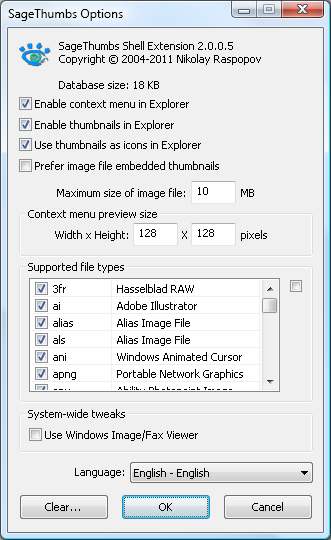 SageThumbs Options
SageThumbs Shell Extension 2.0.0.5
Copyright © 2004-2011 Nikolay Raspopov
Database size: 18 KB
Enable context menu in Explorer
Enable thumbnails in Explorer
Use thumbnails as icons in Explorer
Prefer image file embedded thumbnails
Maximum size of image file: 10 MB
Context menu preview size
Width x Height: 128 X 128 pixels
Supported file types
3fr Hasselblad RAW
ai Adobe Illustrator
alias Alias Image File
als Alias Image File
ani Windows Animated Cursor
apng Portable Network Graphics
System-wide tweaks
Use Windows Image/Fax Viewer
Language: English - English
Clear... OK Cancel